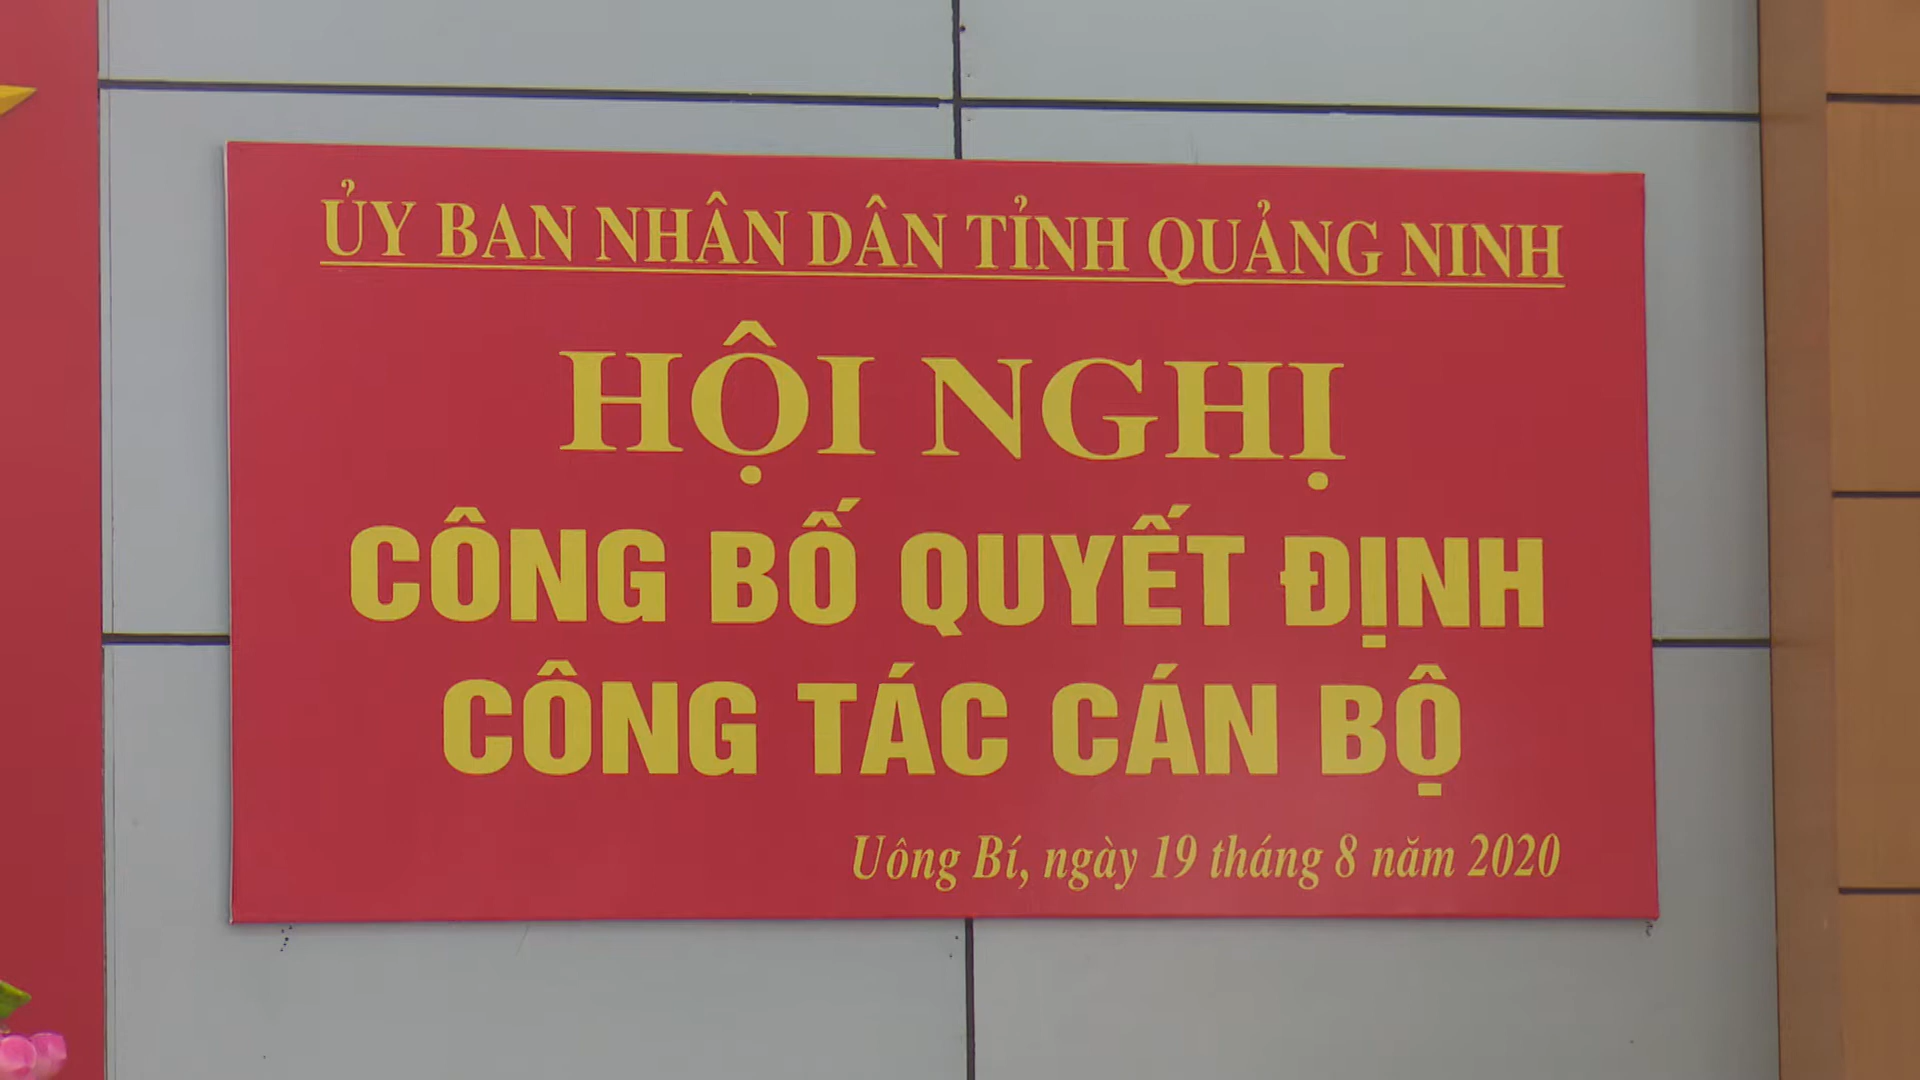 ỦY BAN NHÂN DÂN TỈNH QUẢNG NINH
HỘI NGHỊ
CÔNG BỐ QUYẾT ĐỊNH
CÔNG TÁC CÁN BỘ
Uông Bí, ngày 19 tháng 8 năm 2020